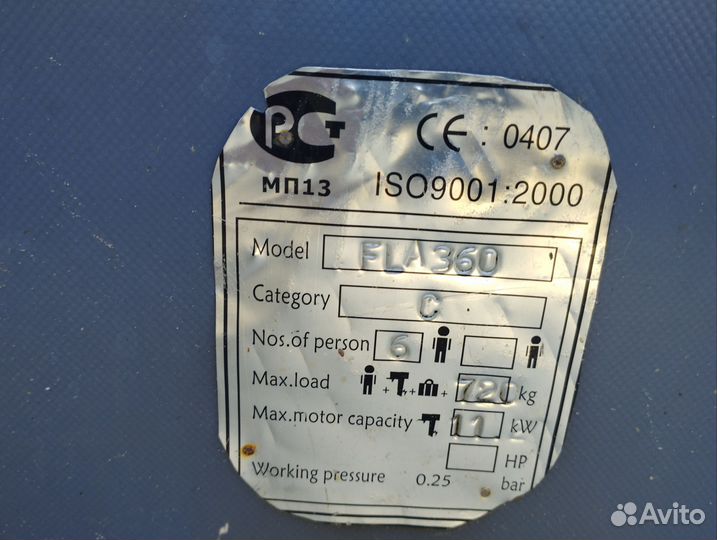 РСТ CE: 0407
МП13 ISO9001:2000
Model FLA360
Category C
Nos.of person 6
Max.load + + + 720 kg
Max.motor capacity 11 kW
HP
Working pressure 0.25 bar
Avito